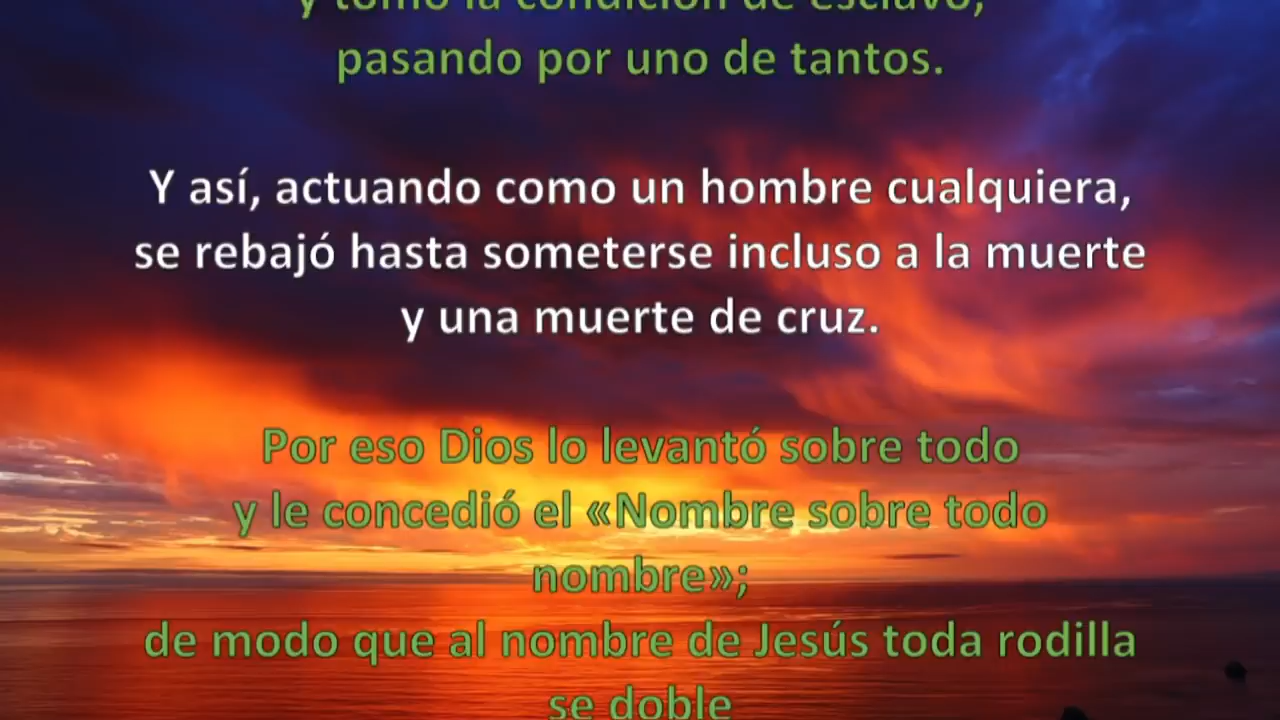 y tomó la condición de esclavo,
pasando por uno de tantos.
Y así, actuando como un hombre cualquiera,
se rebajó hasta someterse incluso a la muerte
y una muerte de cruz.
Por eso Dios lo levantó sobre todo
y le concedió el «Nombre sobre todo
nombre»;
de modo que al nombre de Jesús toda rodilla
se doble